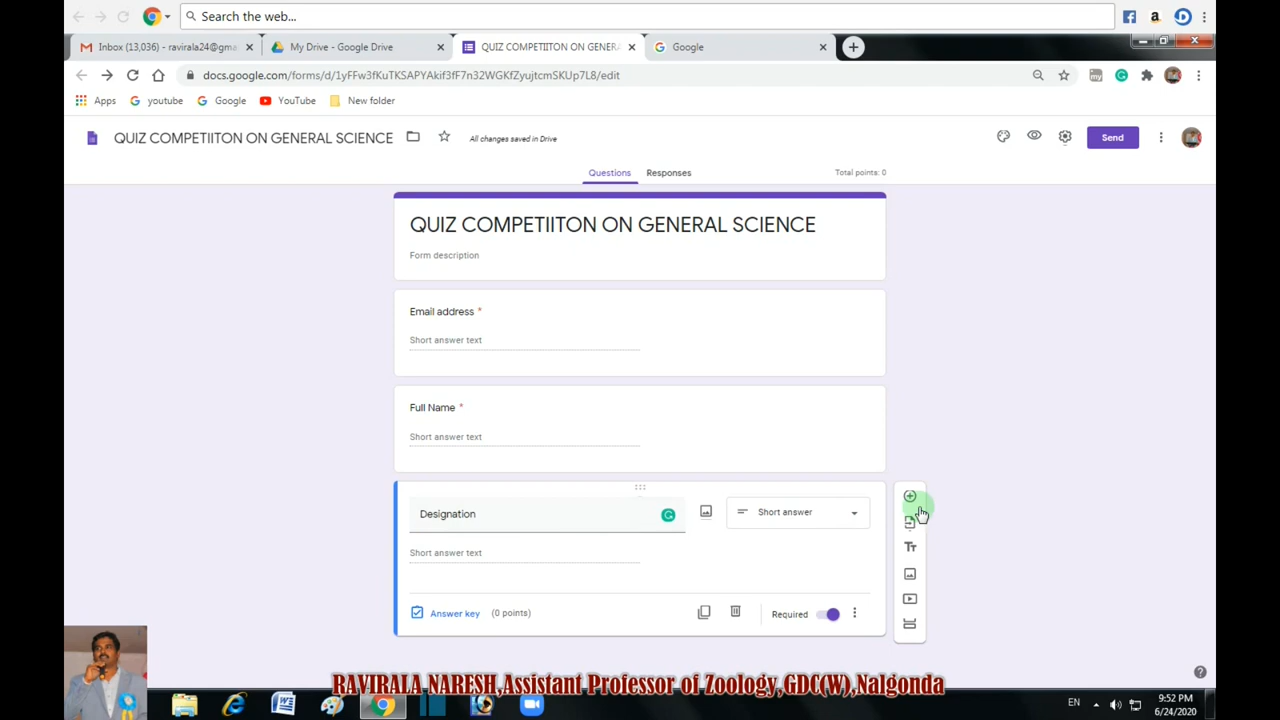 Search the web...
Inbox (13,036) - ravirala24@gma
My Drive - Google Drive
QUIZ COMPETIITON ON GENERA
Google
docs.google.com/forms/d/1yFFw3fKuTKSAPYAkif3fF7n32WGKfZyujtcmSKUp7L8/edit
Apps
youtube
Google
YouTube
New folder
QUIZ COMPETIITON ON GENERAL SCIENCE
All changes saved in Drive
Send
Questions
Responses
Total points: 0
QUIZ COMPETIITON ON GENERAL SCIENCE
Form description
Email address *
Short answer text
Full Name *
Short answer text
Designation
Short answer
Short answer text
Answer key (0 points)
Required
RAVIRALA NARESH,Assistant Professor of Zoology,GDC(W),Nalgonda
EN
9:52 PM
6/24/2020